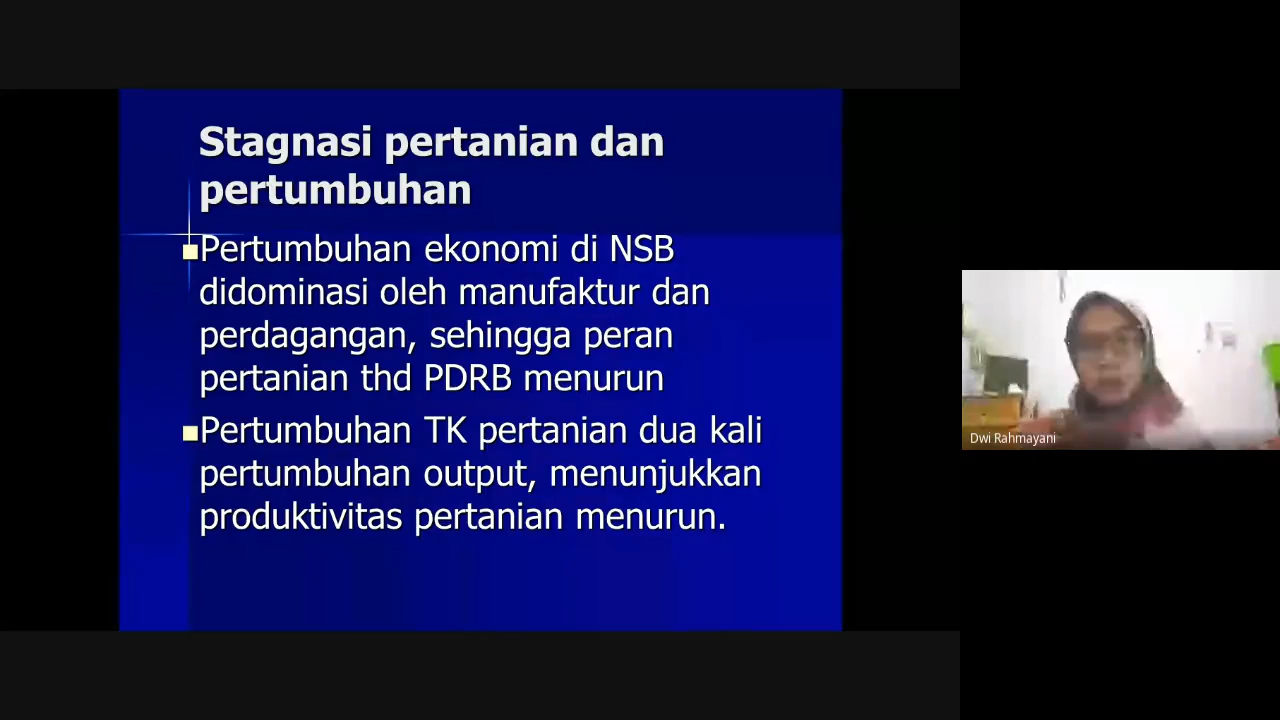 Stagnasi pertanian dan
pertumbuhan
Pertumbuhan ekonomi di NSB
didominasi oleh manufaktur dan
perdagangan, sehingga peran
pertanian thd PDRB menurun
Pertumbuhan TK pertanian dua kali
pertumbuhan output, menunjukkan
produktivitas pertanian menurun.
Dwi Rahmayani